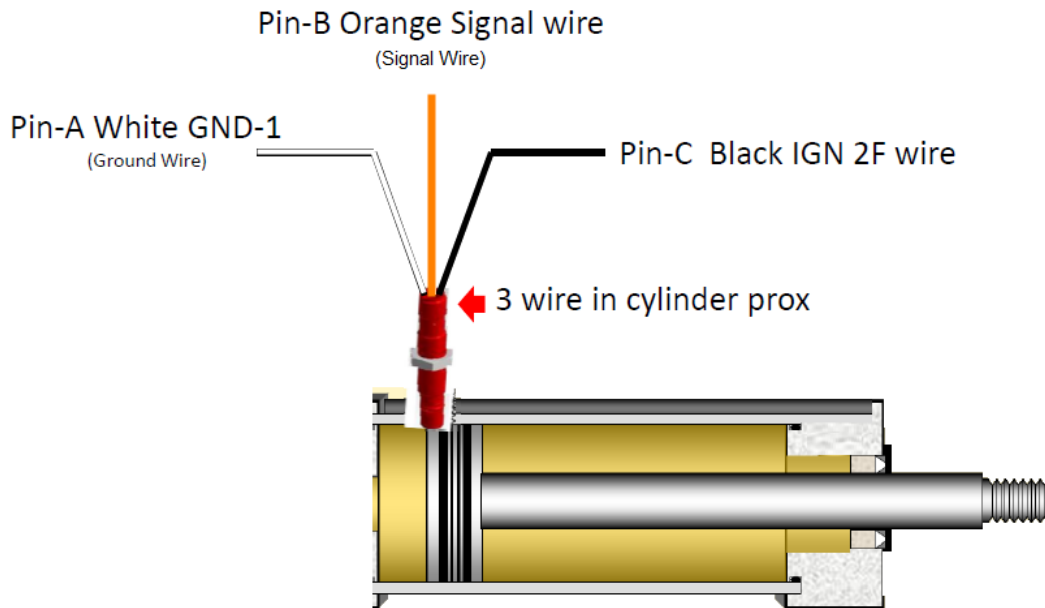 Pin-B Orange Signal wire
(Signal Wire)
Pin-A White GND-1
(Ground Wire)
Pin-C  Black IGN 2F wire
3 wire in cylinder prox